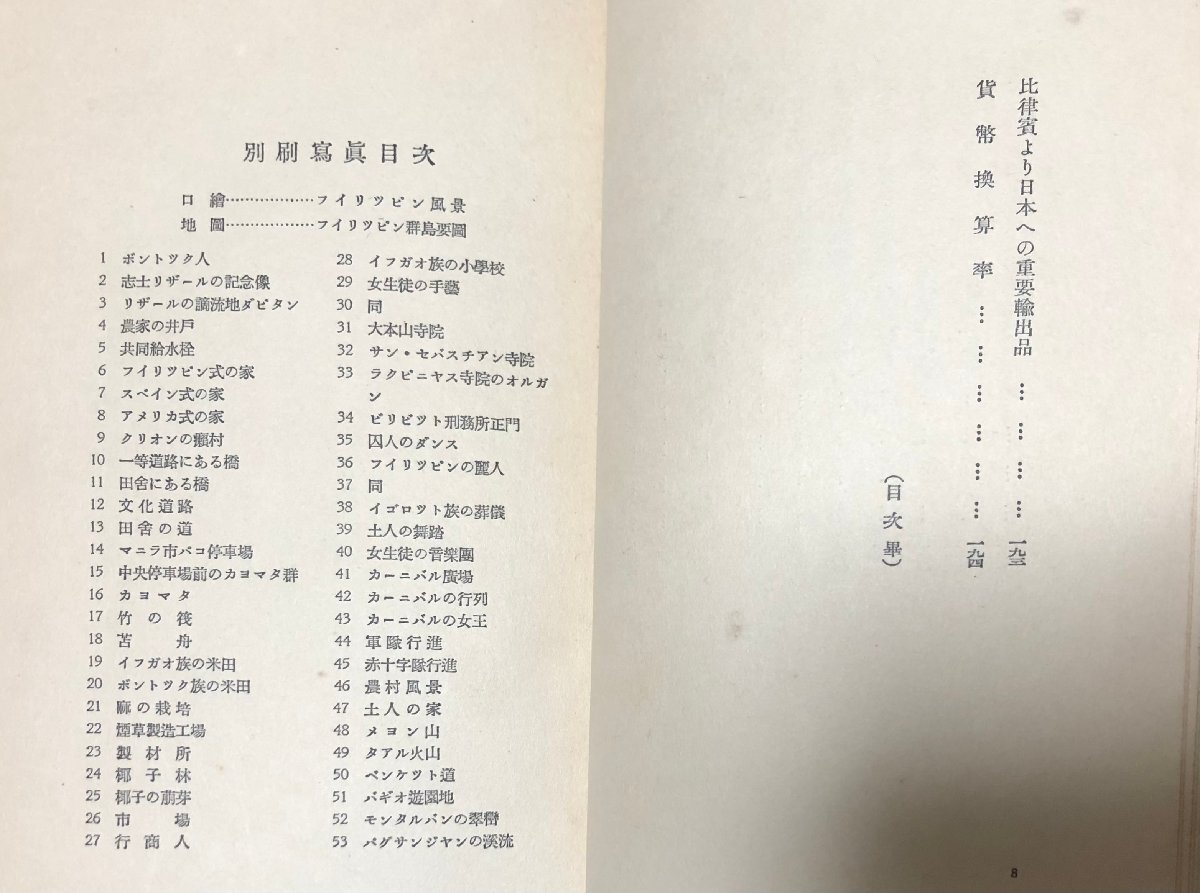 比律賓より日本への重要輸出品 … … … … 一九三
貨幣換算率 … … … … … … 一九四
(目次畢)
8
別刷寫眞目次
口繪………………フイリツピン風景
地圖………………フイリツピン群島要圖
1 ボントツク人
2 志士リザールの記念像
3 リザールの謫流地ダピタン
4 農家の井戸
5 共同給水栓
6 フイリツピン式の家
7 スペイン式の家
8 アメリカ式の家
9 クリオンの癩村
10 一等道路にある橋
11 田舍にある橋
12 文化道路
13 田舍の道
14 マニラ市パコ停車場
15 中央停車場前のカヨマタ群
16 カヨマタ
17 竹の筏
18 苫舟
19 イフガオ族の米田
20 ボントツク族の米田
21 麻の栽培
22 煙草製造工場
23 製材所
24 椰子林
25 椰子の萠芽
26 市場
27 行商人
28 イフガオ族の小學校
29 女生徒の手藝
30 同
31 大本山寺院
32 サン・セバスチアン寺院
33 ラクピニヤス寺院のオルガ
ン
34 ビリビツト刑務所正門
35 囚人のダンス
36 フイリツピンの麗人
37 同
38 イゴロツト族の葬儀
39 土人の舞踏
40 女生徒の音樂團
41 カーニバル廣場
42 カーニバルの行列
43 カーニバルの女王
44 軍隊行進
45 赤十字隊行進
46 農村風景
47 土人の家
48 メヨン山
49 タアル火山
50 ベンケツト道
51 バギオ遊園地
52 モンタルバンの翠巒
53 パグサンジヤンの溪流